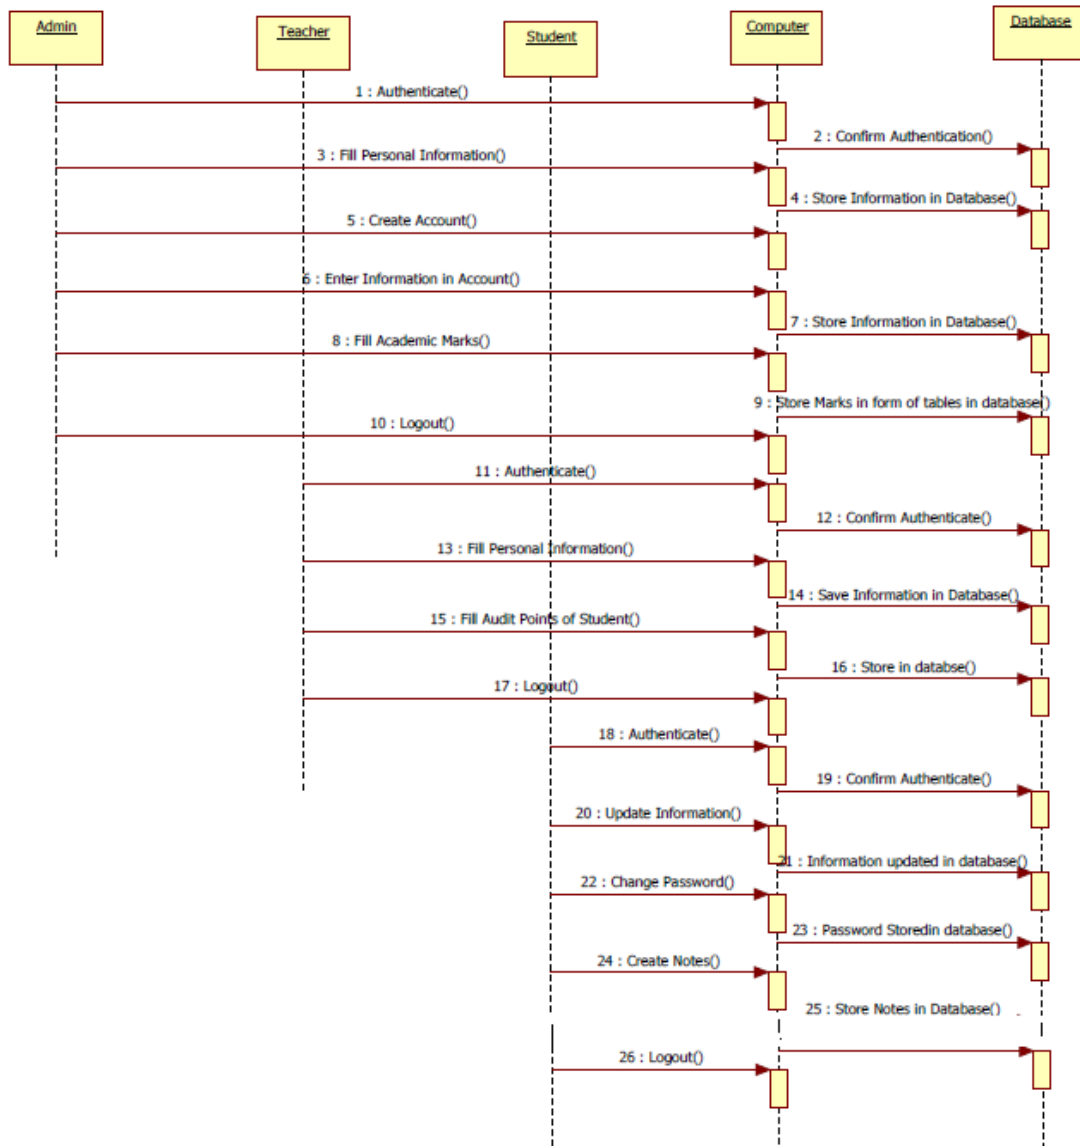 Admin
Teacher
Student
Computer
Database
1 : Authenticate()
2 : Confirm Authentication()
3 : Fill Personal Information()
4 : Store Information in Database()
5 : Create Account()
6 : Enter Information in Account()
7 : Store Information in Database()
8 : Fill Academic Marks()
9 : Store Marks in form of tables in database()
10 : Logout()
11 : Authenticate()
12 : Confirm Authenticate()
13 : Fill Personal Information()
14 : Save Information in Database()
15 : Fill Audit Points of Student()
16 : Store in databse()
17 : Logout()
18 : Authenticate()
19 : Confirm Authenticate()
20 : Update Information()
21 : Information updated in database()
22 : Change Password()
23 : Password Storedin database()
24 : Create Notes()
25 : Store Notes in Database()
26 : Logout()